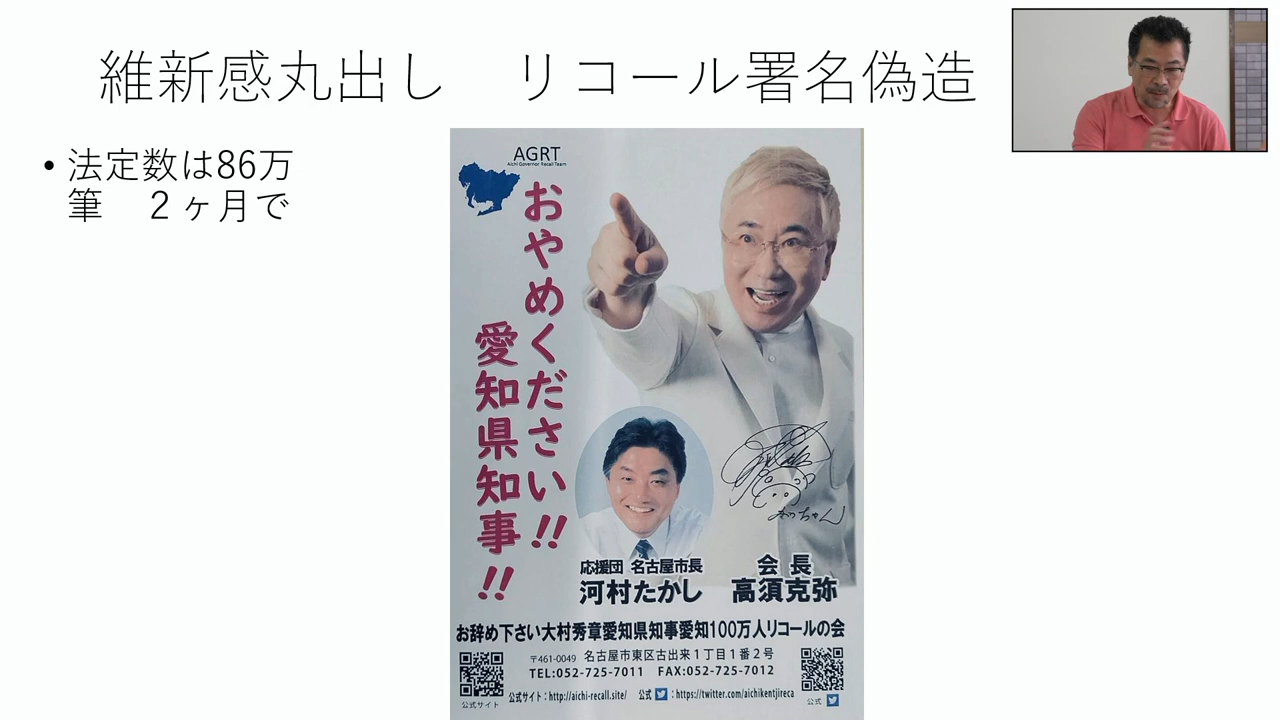 維新感丸出し　リコール署名偽造
• 法定数は86万
筆　２ヶ月で
AGRT
Aichi Governor Recall Team
おやめください!!
愛知県知事!!
応援団 名古屋市長
河村たかし
会 長
高須克弥
お辞め下さい大村秀章愛知県知事愛知100万人リコールの会
〒461-0049 名古屋市東区古出来１丁目１番２号
TEL:052-725-7011 FAX:052-725-7012
公式サイト：http://aichi-recall.site/ 公式 ：https://twitter.com/aichikentjireca
公式サイト
公式